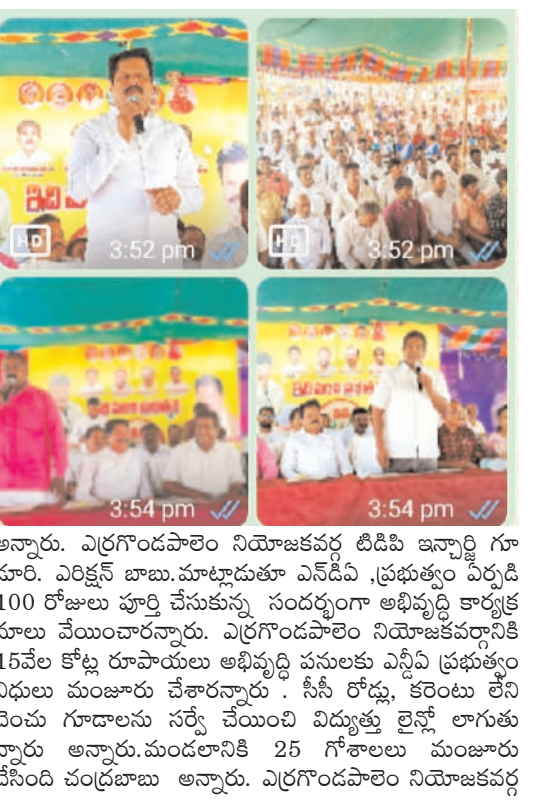 HD
3:52 pm
HD
3:52 pm
3:54 pm
3:54 pm
అన్నారు. ఎర్రగొండపాలెం నియోజకవర్గ టిడిపి ఇన్చార్జి గూ
డూరి. ఎరిక్షన్ బాబు.మాట్లాడుతూ ఎన్‌డిఏ ,ప్రభుత్వం ఏర్పడి
100 రోజులు పూర్తి చేసుకున్న సందర్భంగా అభివృద్ధి కార్యక్ర
మాలు వేయించారన్నారు. ఎర్రగొండపాలెం నియోజకవర్గానికి
15వేల కోట్ల రూపాయలు అభివృద్ధి పనులకు ఎన్డీఏ ప్రభుత్వం
నిధులు మంజూరు చేశారన్నారు . సీసీ రోడ్లు, కరెంటు లేని
చెంచు గూడాలను సర్వే చేయించి విద్యుత్తు లైన్లో లాగుతు
న్నారు అన్నారు.మండలానికి 25 గోశాలలు మంజూరు
చేసింది చంద్రబాబు అన్నారు. ఎర్రగొండపాలెం నియోజకవర్గ